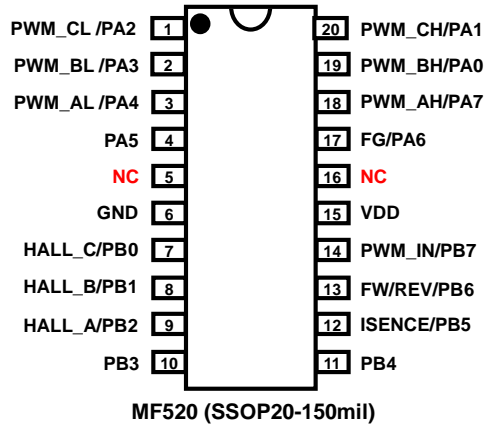 PWM_CL /PA2 1 20 PWM_CH/PA1
PWM_BL /PA3 2 19 PWM_BH/PA0
PWM_AL /PA4 3 18 PWM_AH/PA7
PA5 4 17 FG/PA6
NC 5 16 NC
GND 6 15 VDD
HALL_C/PB0 7 14 PWM_IN/PB7
HALL_B/PB1 8 13 FW/REV/PB6
HALL_A/PB2 9 12 ISENCE/PB5
PB3 10 11 PB4
MF520 (SSOP20-150mil)